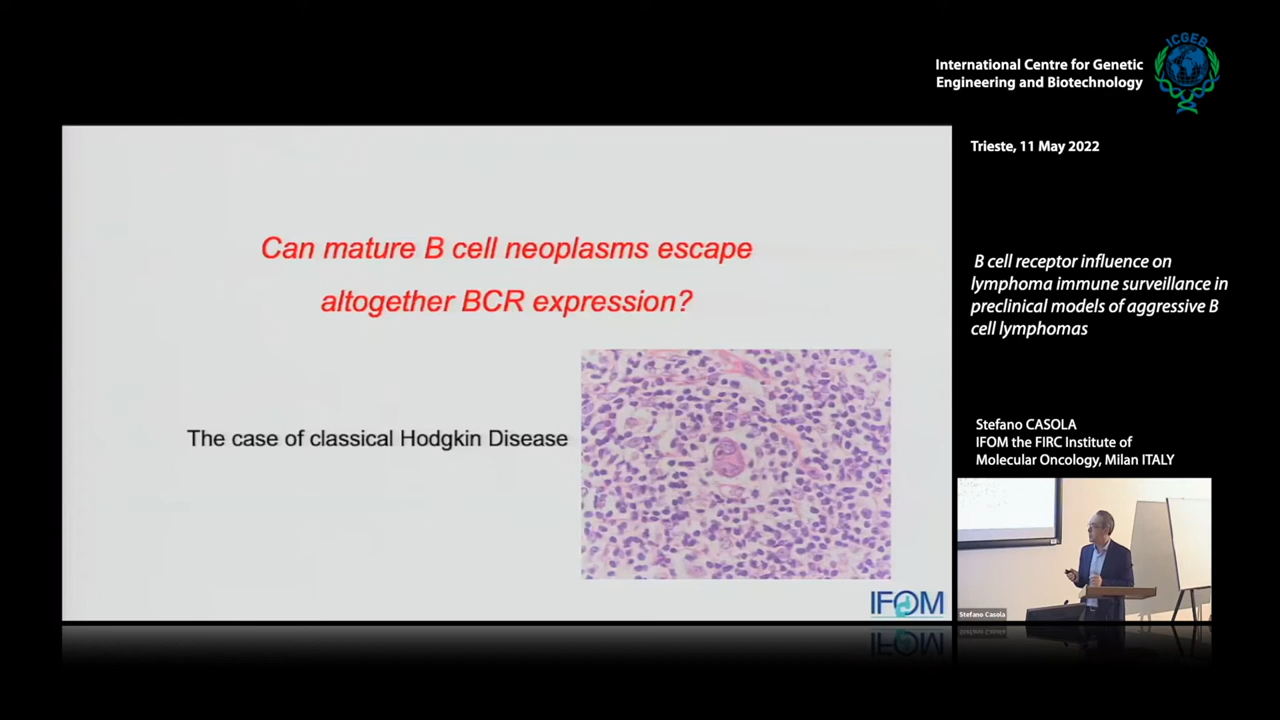 ICGEB
International Centre for Genetic
Engineering and Biotechnology
Trieste, 11 May 2022
Can mature B cell neoplasms escape
altogether BCR expression?
The case of classical Hodgkin Disease
IFOM
B cell receptor influence on
lymphoma immune surveillance in
preclinical models of aggressive B
cell lymphomas
Stefano CASOLA
IFOM the FIRC Institute of
Molecular Oncology, Milan ITALY
Stefano Casola